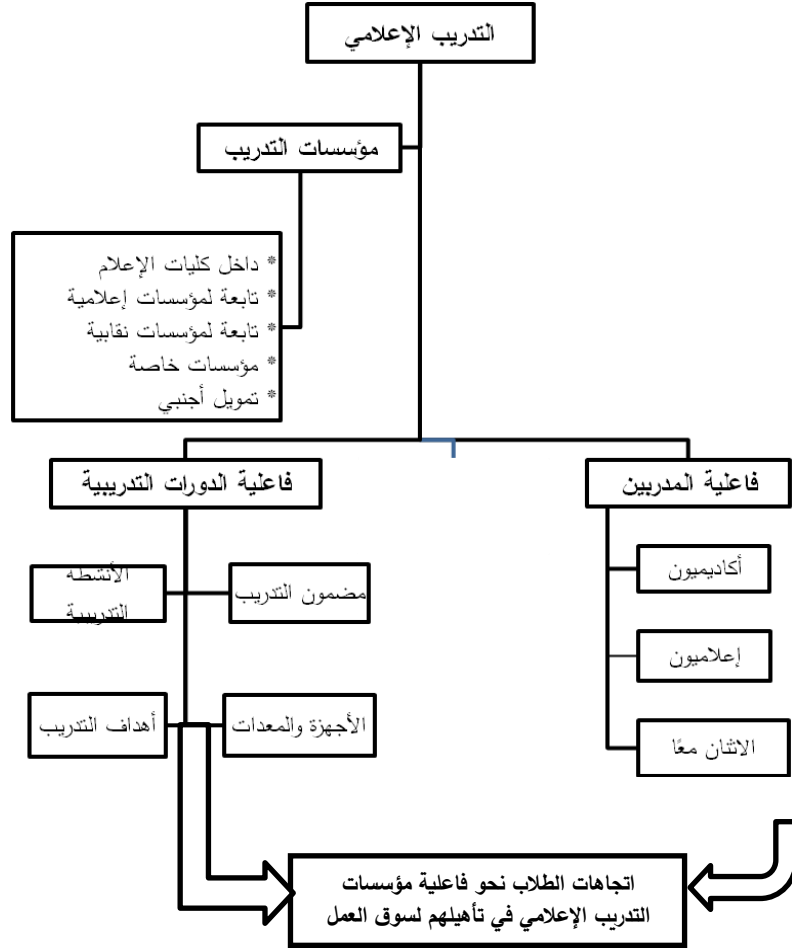 التدريب الإعلامي
مؤسسات التدريب
* داخل كليات الإعلام
* تابعة لمؤسسات إعلامية
* تابعة لمؤسسات نقابية
* مؤسسات خاصة
* تمويل أجنبي
فاعلية المدربين
فاعلية الدورات التدريبية
أكاديميون
مضمون التدريب
الأنشطة
التدريبية
إعلاميون
الأجهزة والمعدات
أهداف التدريب
الاثنان معًا
اتجاهات الطلاب نحو فاعلية مؤسسات
التدريب الإعلامي في تأهيلهم لسوق العمل